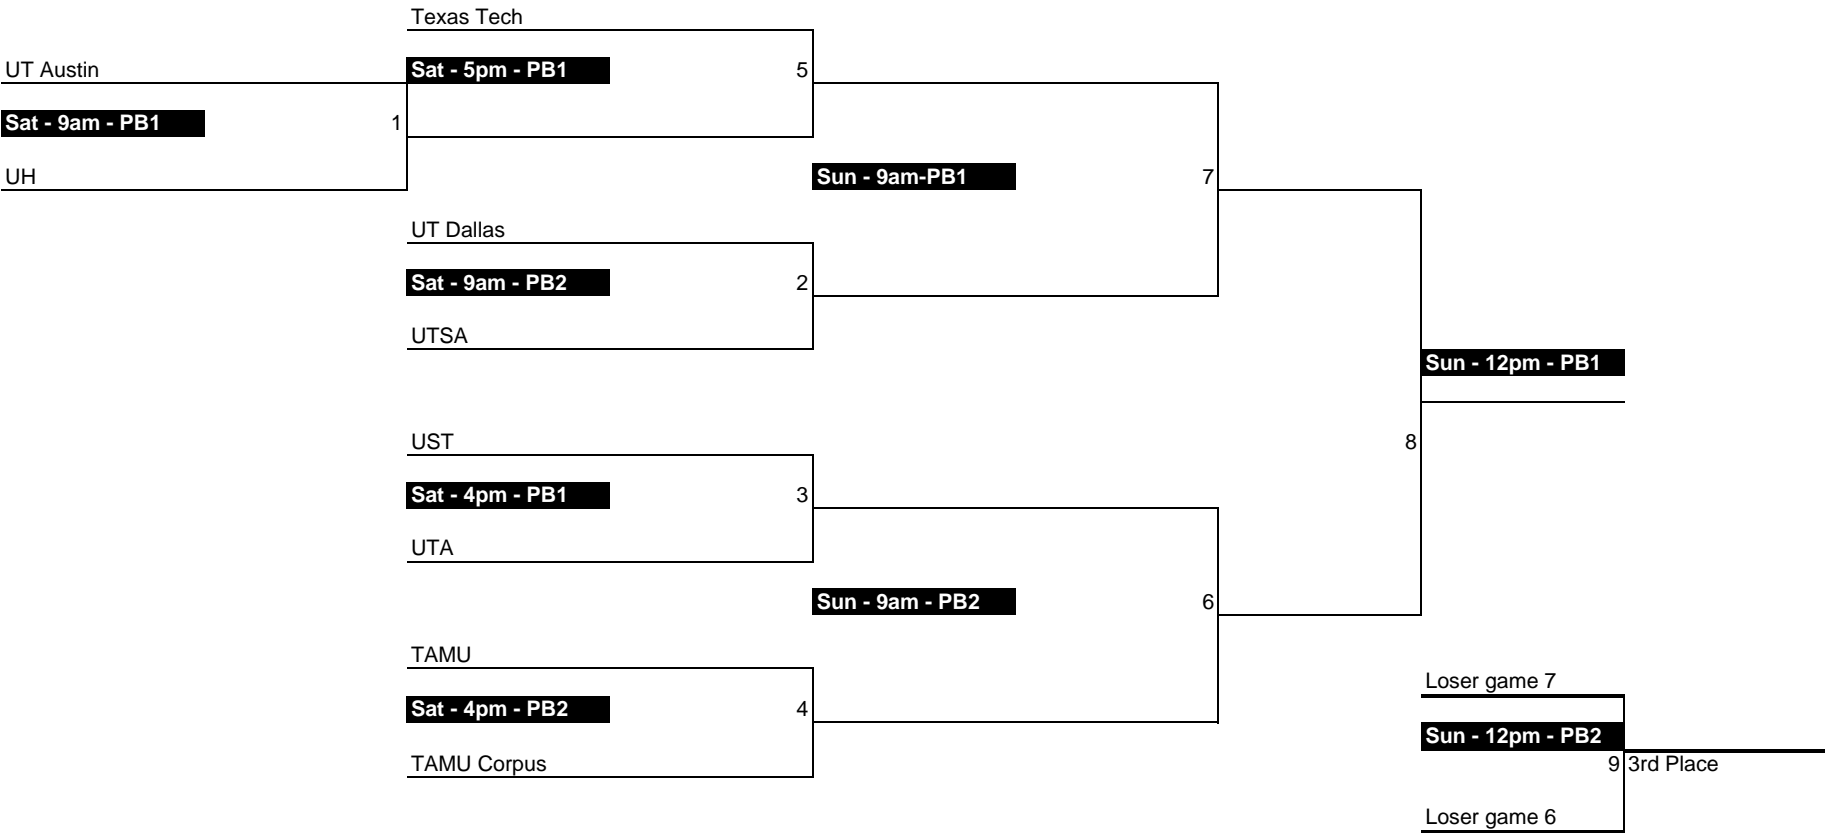 Texas Tech
UT Austin
Sat - 5pm - PB1
5
Sat - 9am - PB1
1
UH
Sun - 9am-PB1
7
UT Dallas
Sat - 9am - PB2
2
UTSA
Sun - 12pm - PB1
UST
8
Sat - 4pm - PB1
3
UTA
Sun - 9am - PB2
6
TAMU
Loser game 7
Sat - 4pm - PB2
4
Sun - 12pm - PB2
TAMU Corpus
9 3rd Place
Loser game 6